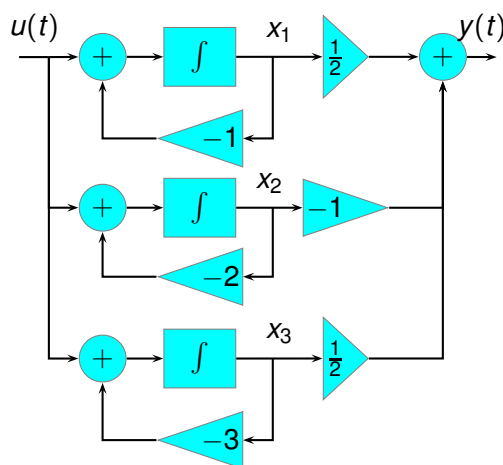 u(t) x₁ y(t)
+ ∫ 1/2 +
−1
x₂
+ ∫ −1
−2
x₃
+ ∫ 1/2
−3